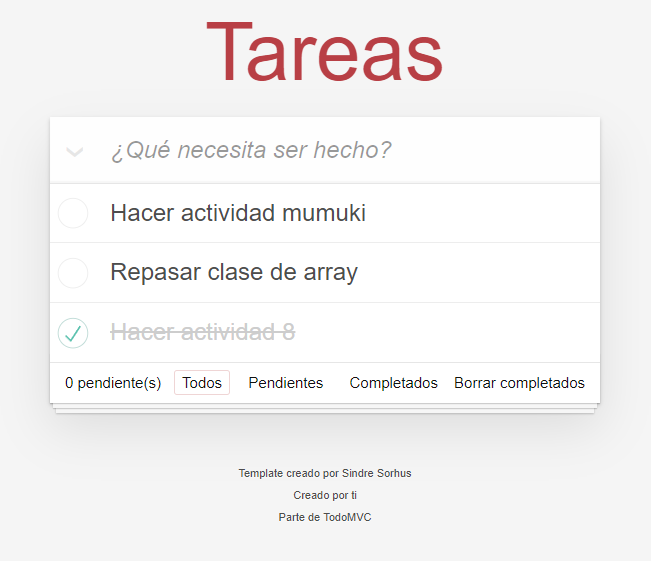 Tareas
¿Qué necesita ser hecho?
Hacer actividad mumuki
Repasar clase de array
Hacer actividad 8
0 pendiente(s) Todos Pendientes Completados Borrar completados
Template creado por Sindre Sorhus
Creado por ti
Parte de TodoMVC